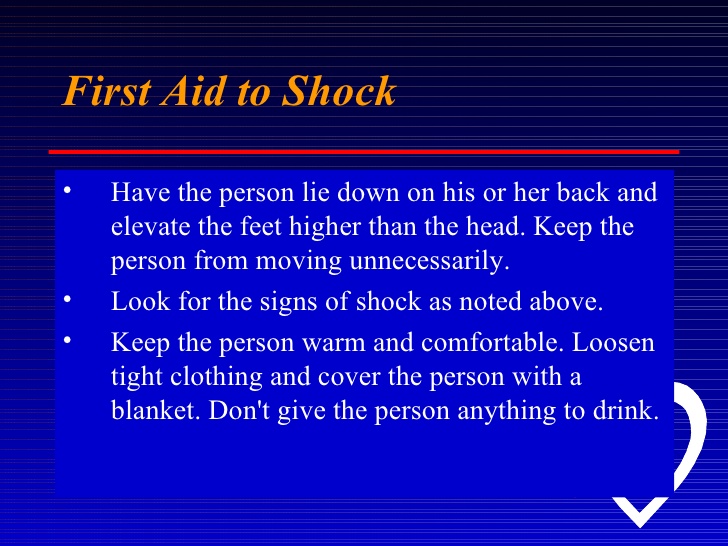 First Aid to Shock
• Have the person lie down on his or her back and
elevate the feet higher than the head. Keep the
person from moving unnecessarily.
• Look for the signs of shock as noted above.
• Keep the person warm and comfortable. Loosen
tight clothing and cover the person with a
blanket. Don't give the person anything to drink.